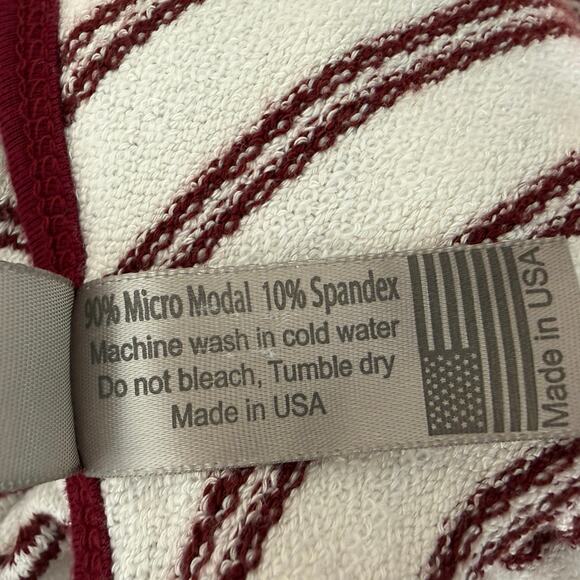 90% Micro Modal 10% Spandex
Machine wash in cold water
Do not bleach, Tumble dry
Made in USA
Made in USA